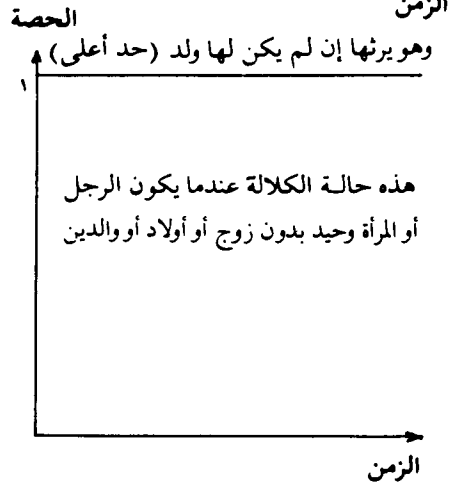 الزمن
الحصة
وهو يرثها إن لم يكن لها ولد (حد أعلى)
١
هذه حالة الكلالة عندما يكون الرجل
أو المرأة وحيد بدون زوج أو أولاد أو والدين
الزمن